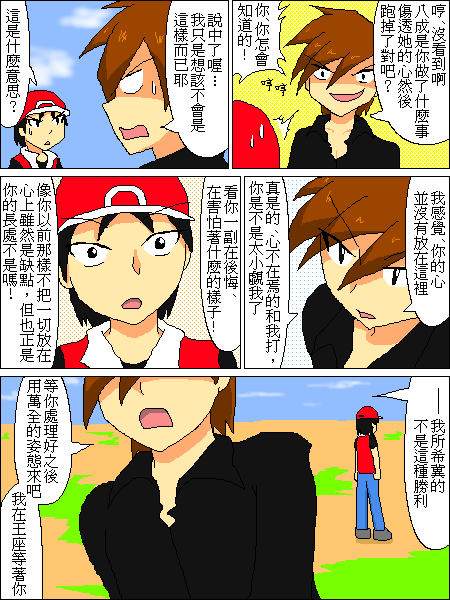 哼、沒看到啊
八成是你做了什麼事
傷透她的心然後
跑掉了對吧？
你、你怎會
知道的！
哼
哼
說中了喔…
我只是想該不會是
這樣而已耶
這是什麼意思？
我感覺，你的心
並沒有放在這裡
真是的、心不在焉的和我打，
你是不是太小覷我了
看你一副在後悔、
在害怕著什麼的樣子！
像你以前那樣不把一切放在
心上雖然是缺點，但也正是
你的長處不是嗎！
──我所希冀的
不是這種勝利
等你處理好之後
用萬全的姿態來吧
我在王座等著你